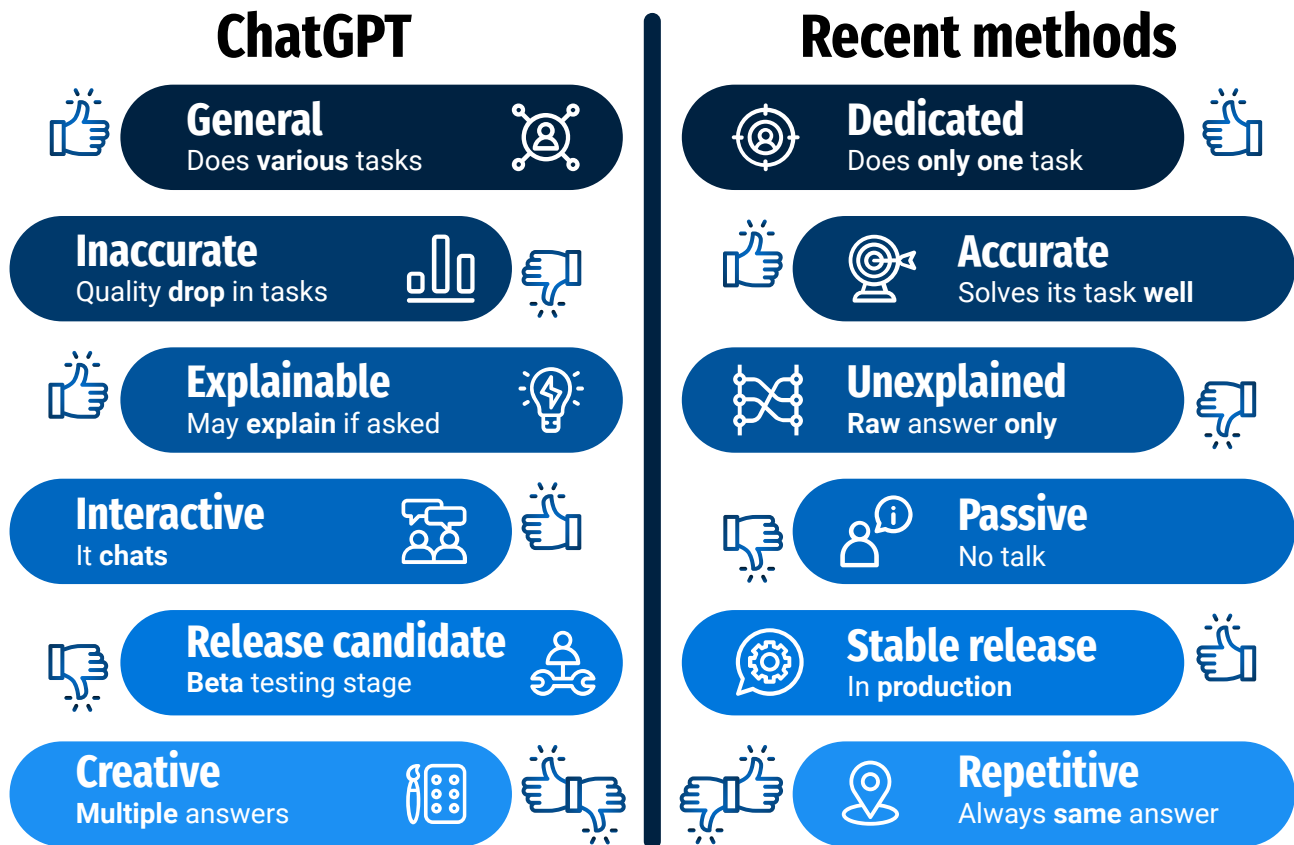 ChatGPT
General
Does various tasks
Inaccurate
Quality drop in tasks
Explainable
May explain if asked
Interactive
It chats
Release candidate
Beta testing stage
Creative
Multiple answers
Recent methods
Dedicated
Does only one task
Accurate
Solves its task well
Unexplained
Raw answer only
Passive
No talk
Stable release
In production
Repetitive
Always same answer